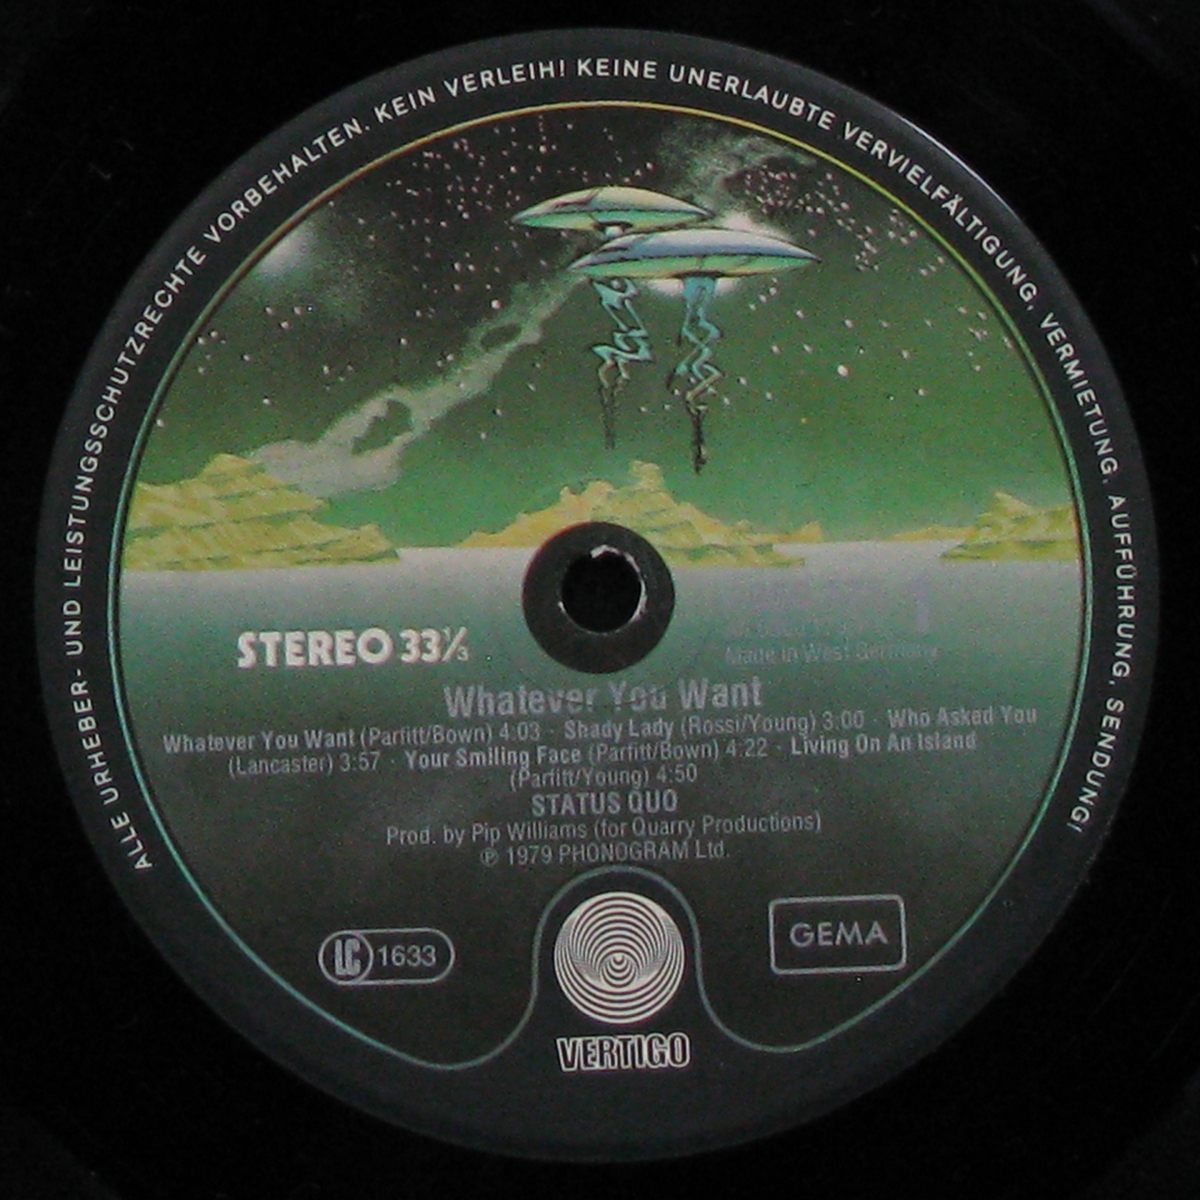 ALLE URHEBER- UND LEISTUNGSSCHUTZRECHTE VORBEHALTEN. KEIN VERLEIH! KEINE UNERLAUBTE VERVIELFÄLTIGUNG, VERMIETUNG, AUFFÜHRUNG, SENDUNG!
STEREO 33⅓
Made in West Germany
Whatever You Want
Whatever You Want (Parfitt/Bown) 4:03 · Shady Lady (Rossi/Young) 3:00 · Who Asked You
(Lancaster) 3:57 · Your Smiling Face (Parfitt/Bown) 4:22 · Living On An Island
(Parfitt/Young) 4:50
STATUS QUO
Prod. by Pip Williams (for Quarry Productions)
℗ 1979 PHONOGRAM Ltd.
LC 1633
GEMA
VERTIGO